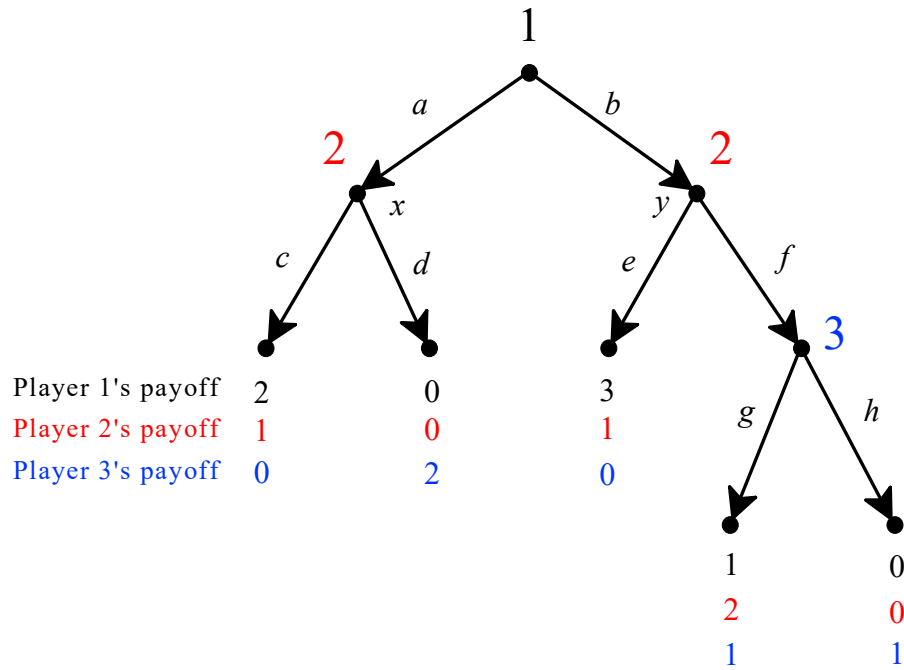 1
a b
2 2
x y
c d e f
3
Player 1's payoff 2 0 3
Player 2's payoff 1 0 1
g h
Player 3's payoff 0 2 0
1 0
2 0
1 1